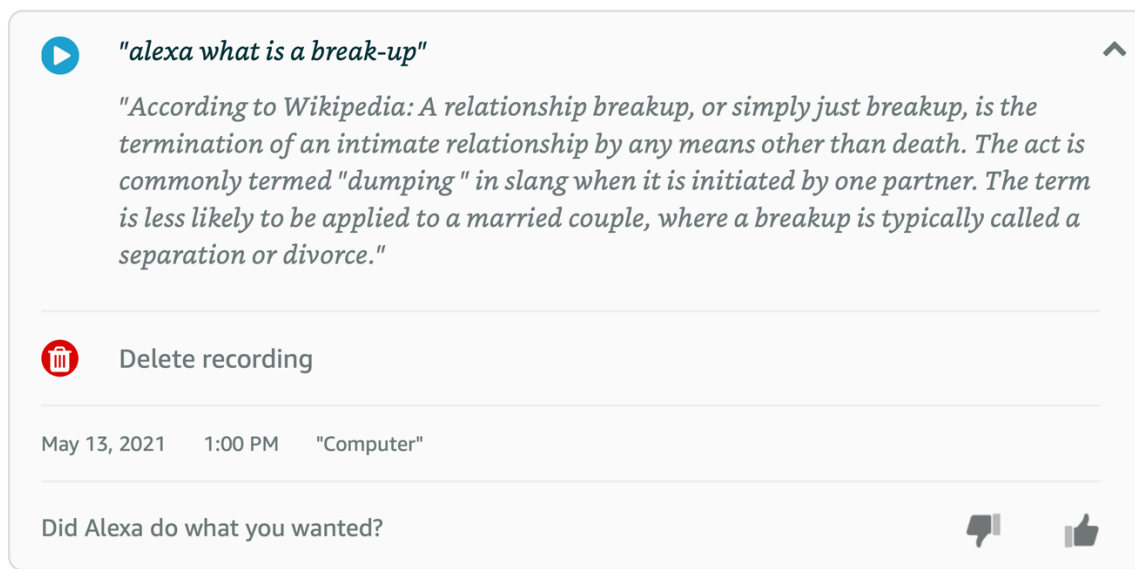 "alexa what is a break-up"
"According to Wikipedia: A relationship breakup, or simply just breakup, is the
termination of an intimate relationship by any means other than death. The act is
commonly termed "dumping " in slang when it is initiated by one partner. The term
is less likely to be applied to a married couple, where a breakup is typically called a
separation or divorce."
Delete recording
May 13, 2021 1:00 PM "Computer"
Did Alexa do what you wanted?